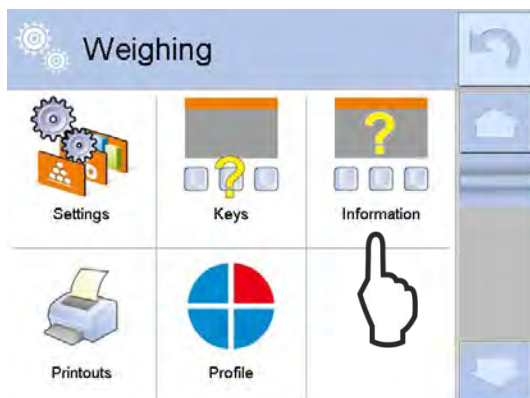 Weighing
Settings
Keys
Information
Printouts
Profile